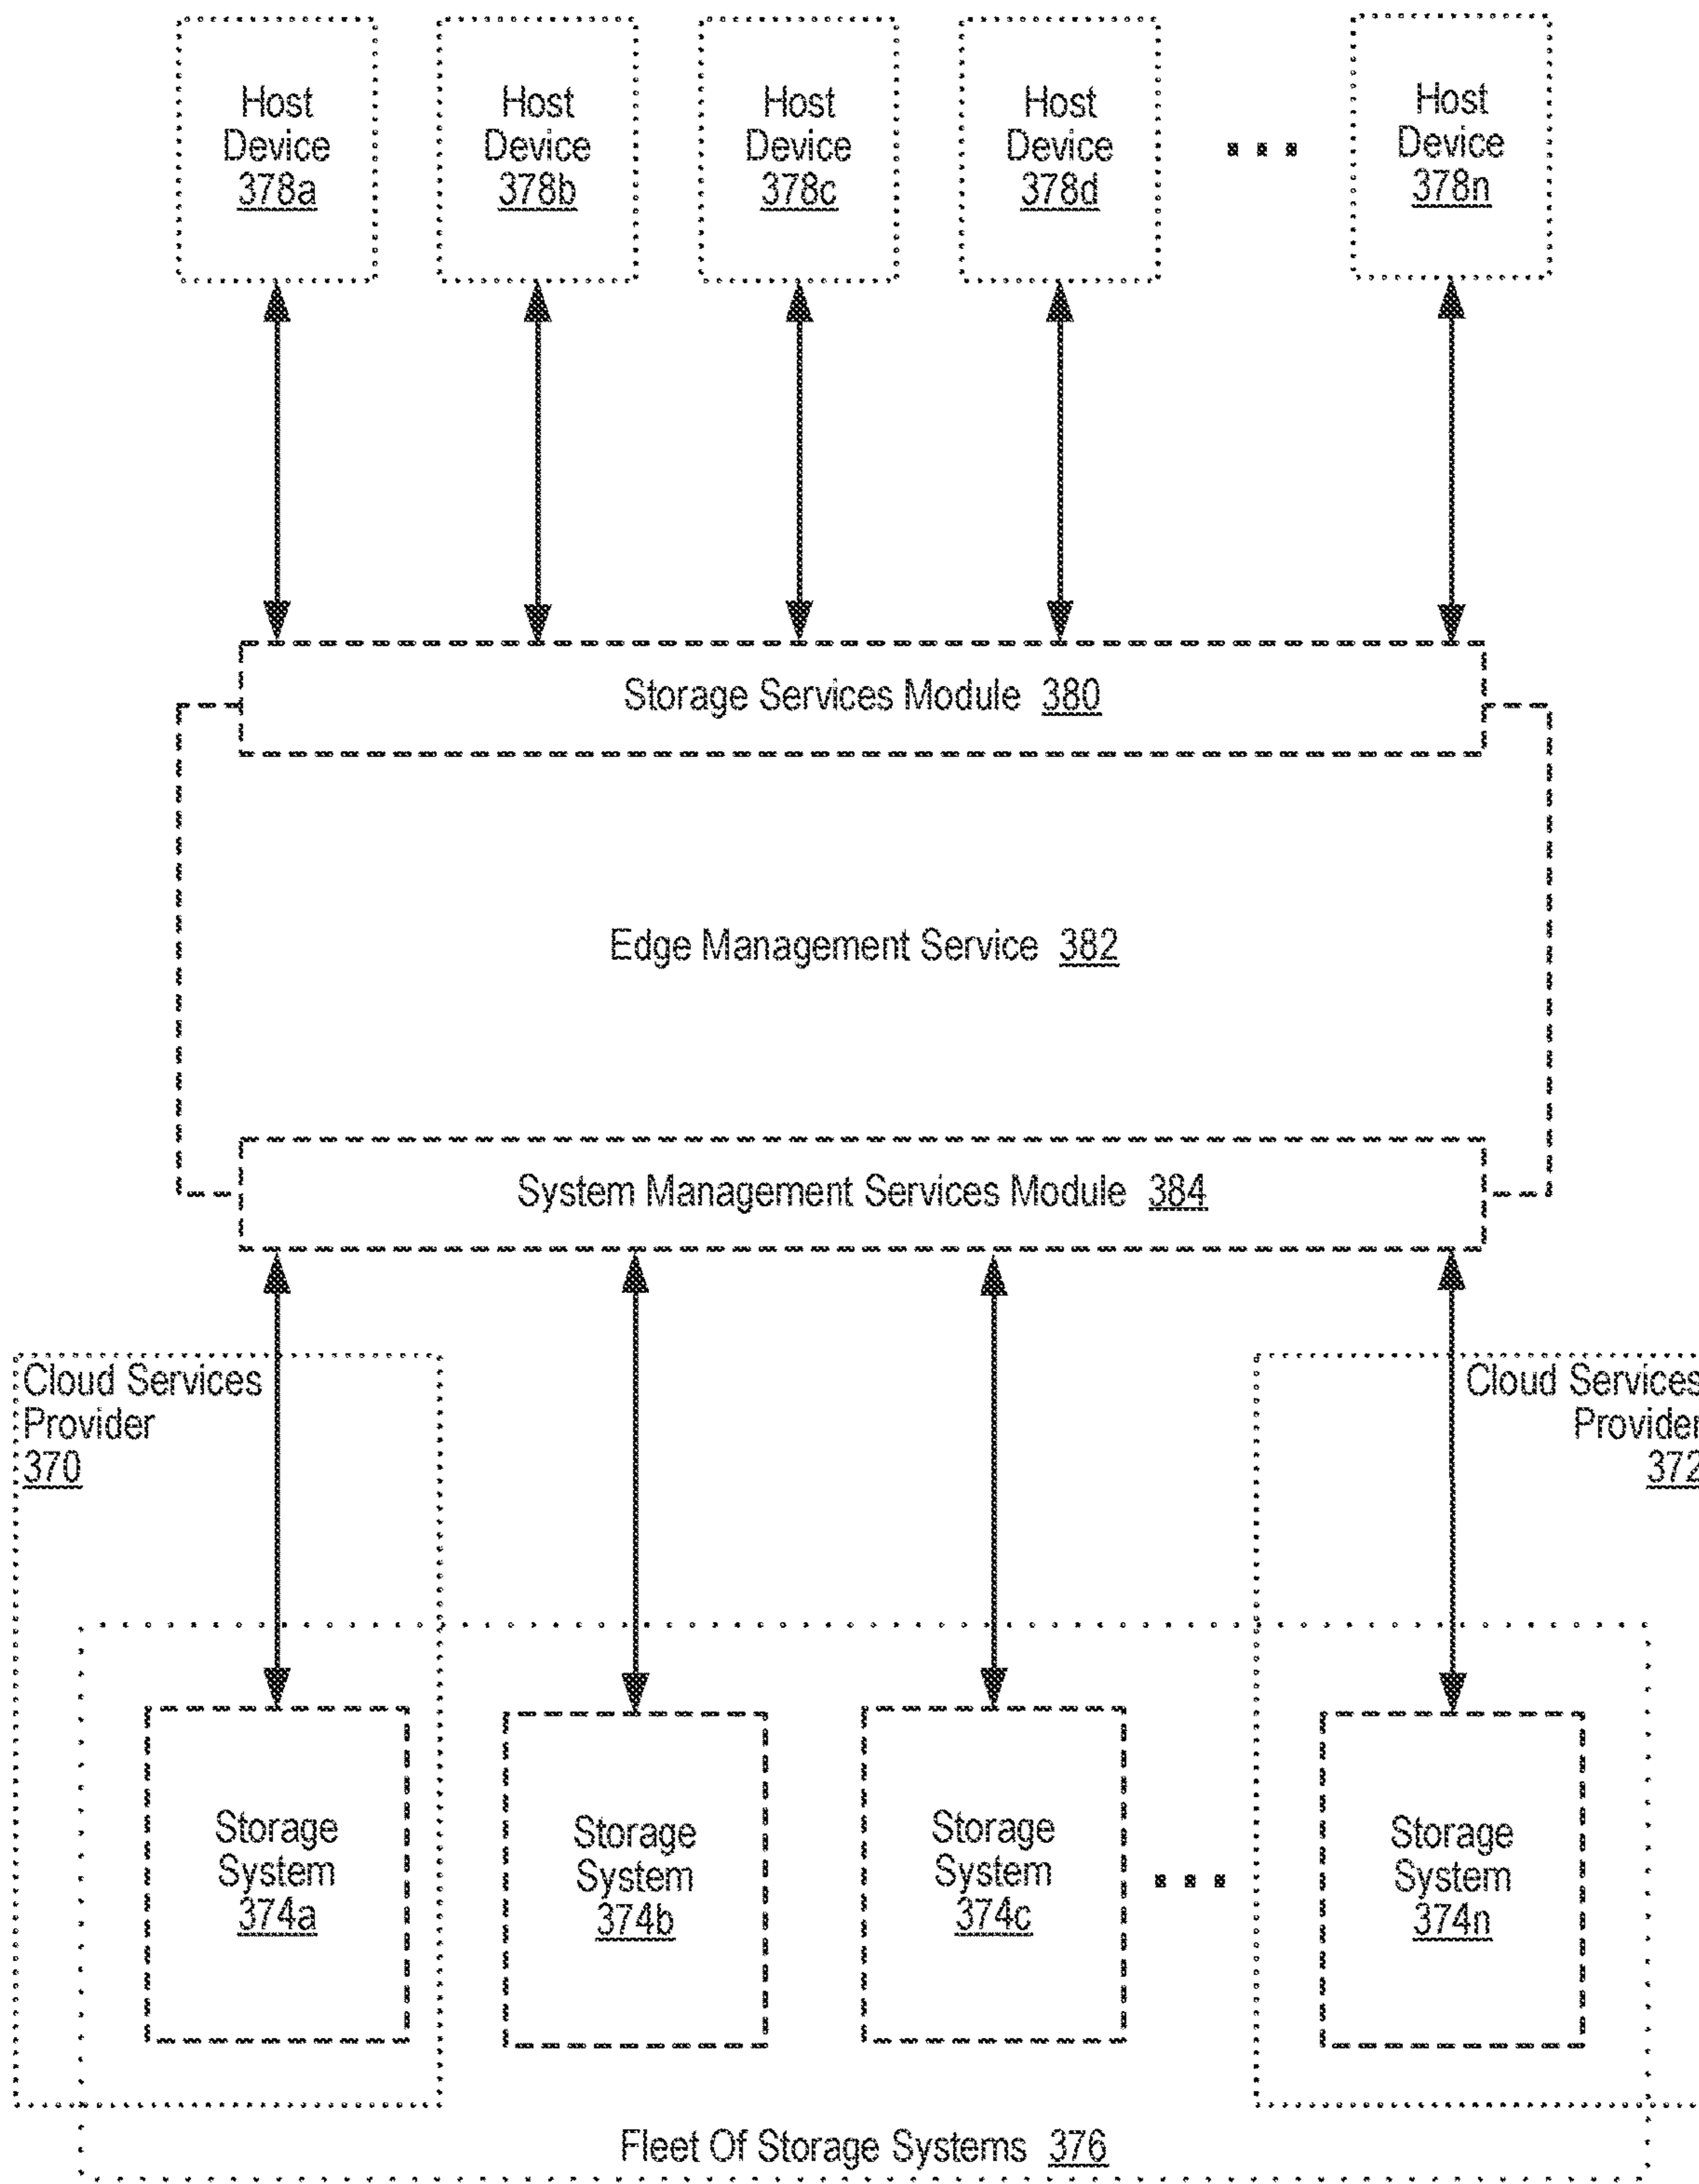 Host
Device
378a
Host
Device
378b
Host
Device
378c
Host
Device
378d
...
Host
Device
378n
Storage Services Module 380
Edge Management Service 382
System Management Services Module 384
Cloud Services
Provider
370
Cloud Services
Provider
372
Storage
System
374a
Storage
System
374b
Storage
System
374c
...
Storage
System
374n
Fleet Of Storage Systems 376